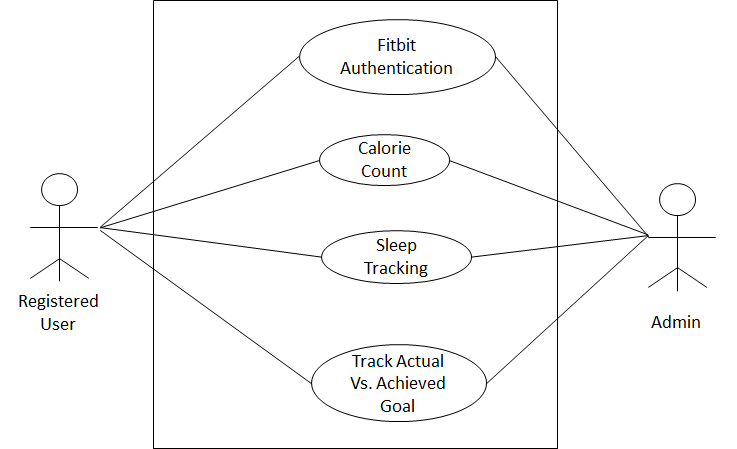 Fitbit
Authentication
Calorie
Count
Sleep
Tracking
Registered
User
Admin
Track Actual
Vs. Achieved
Goal